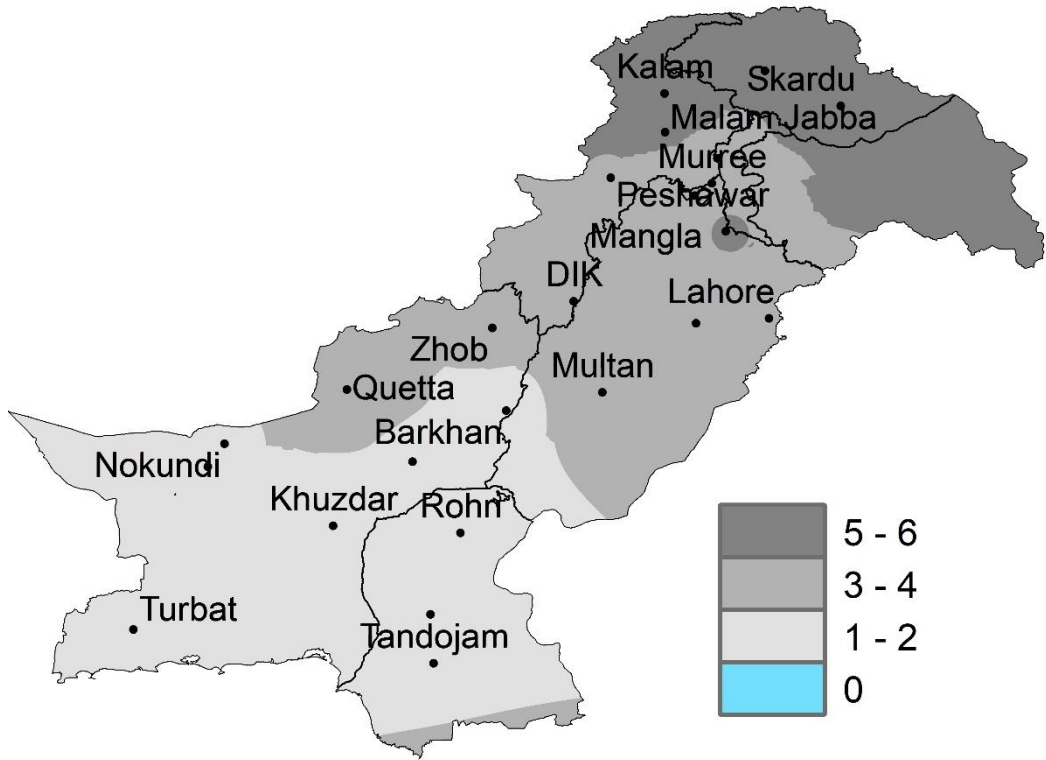 Kalam
Skardu
Malam Jabba
Murree
Peshawar
Mangla
DIK
Lahore
Zhob
Multan
Quetta
Barkhan
Nokundi
Khuzdar
Rohn
Turbat
Tandojam
5 - 6
3 - 4
1 - 2
0